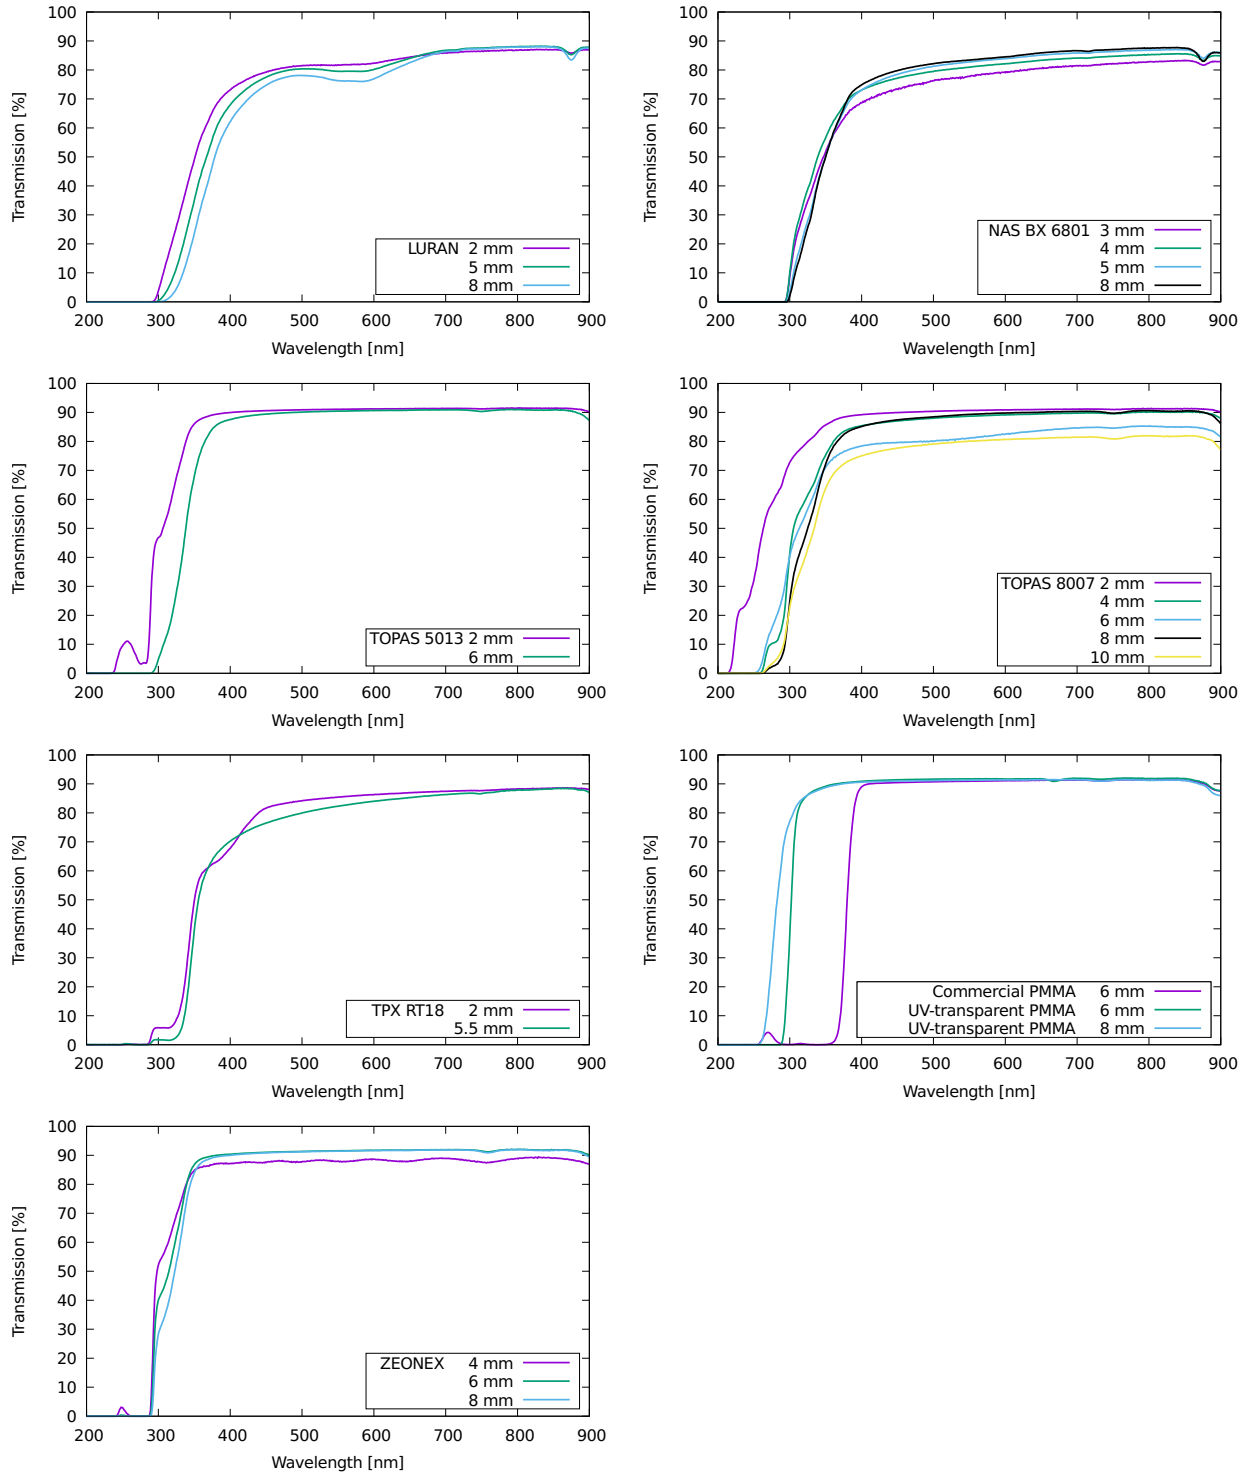 100
90
80
70
60
50
40
30
20
10
0
Transmission [%]
LURAN 2 mm
5 mm
8 mm
200 300 400 500 600 700 800 900
Wavelength [nm]
100
90
80
70
60
50
40
30
20
10
0
Transmission [%]
NAS BX 6801 3 mm
4 mm
5 mm
8 mm
200 300 400 500 600 700 800 900
Wavelength [nm]
100
90
80
70
60
50
40
30
20
10
0
Transmission [%]
TOPAS 5013 2 mm
6 mm
200 300 400 500 600 700 800 900
Wavelength [nm]
100
90
80
70
60
50
40
30
20
10
0
Transmission [%]
TOPAS 8007 2 mm
4 mm
6 mm
8 mm
10 mm
200 300 400 500 600 700 800 900
Wavelength [nm]
100
90
80
70
60
50
40
30
20
10
0
Transmission [%]
TPX RT18 2 mm
5.5 mm
200 300 400 500 600 700 800 900
Wavelength [nm]
100
90
80
70
60
50
40
30
20
10
0
Transmission [%]
Commercial PMMA 6 mm
UV-transparent PMMA 6 mm
UV-transparent PMMA 8 mm
200 300 400 500 600 700 800 900
Wavelength [nm]
100
90
80
70
60
50
40
30
20
10
0
Transmission [%]
ZEONEX 4 mm
6 mm
8 mm
200 300 400 500 600 700 800 900
Wavelength [nm]